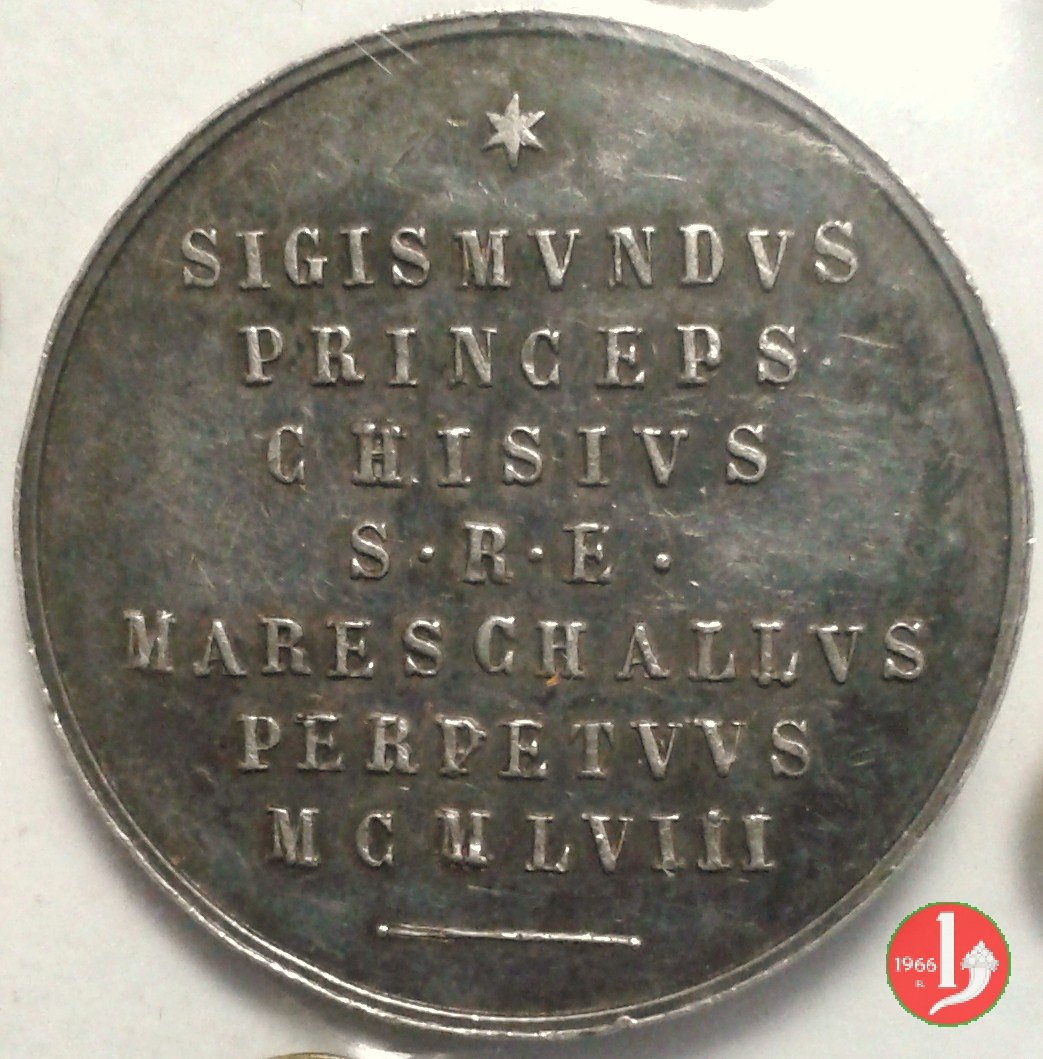 SIGISMVNDVS
PRINCEPS
CHISIVS
S·R·E·
MARESCHALLVS
PERPETVVS
MCMLVIII
1966